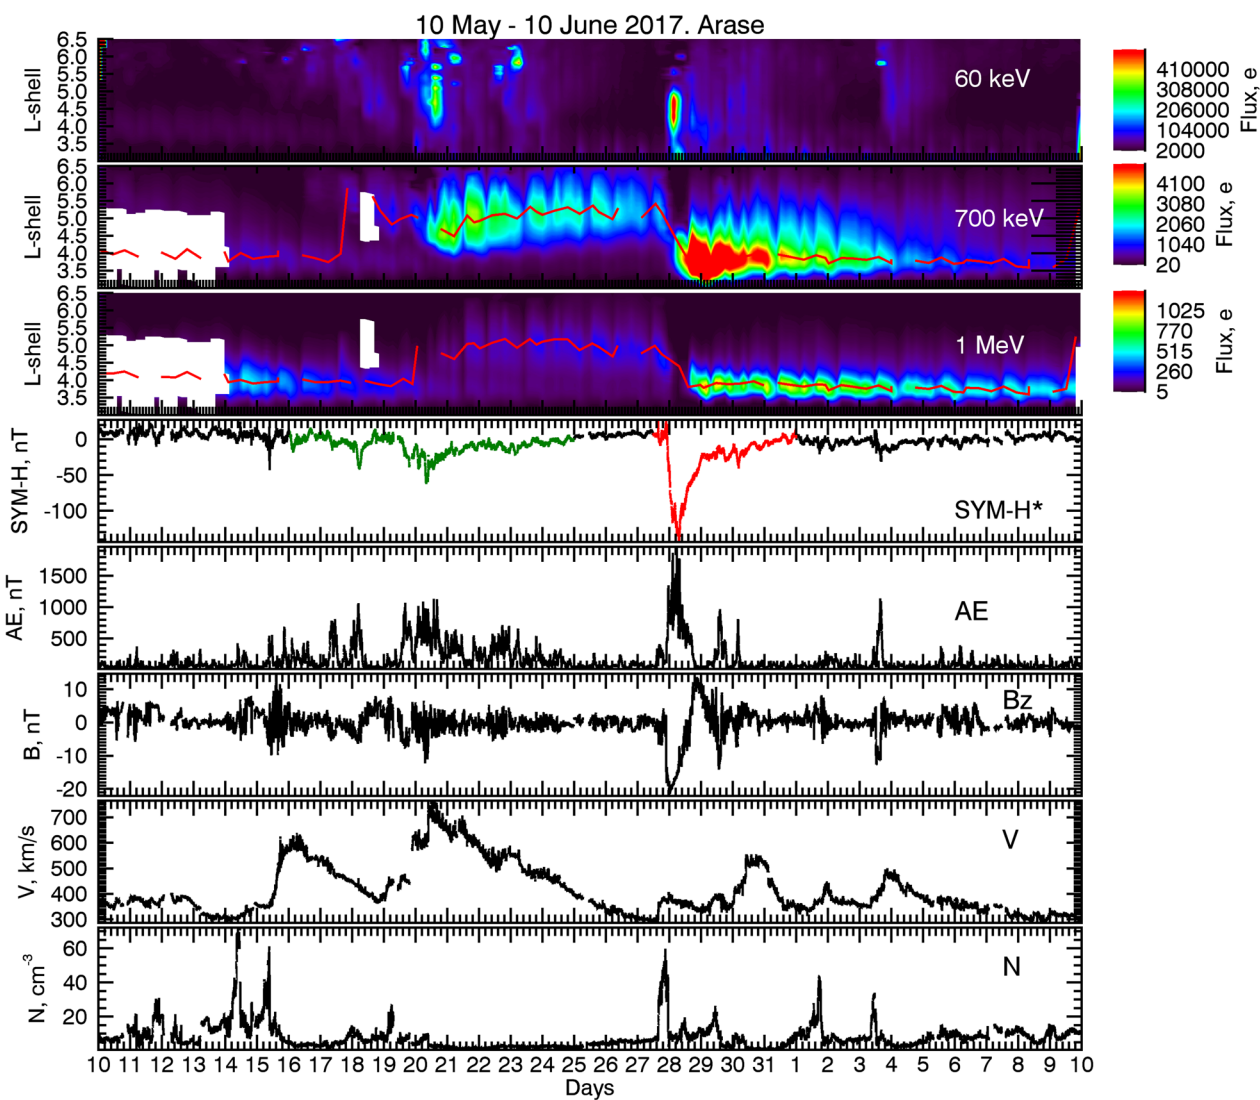 10 May - 10 June 2017. Arase
6.5
6.0
5.5
5.0
4.5
4.0
3.5
L-shell
60 keV
410000
308000
206000
104000
2000
Flux, e
6.5
6.0
5.5
5.0
4.5
4.0
3.5
L-shell
700 keV
4100
3080
2060
1040
20
Flux, e
6.5
6.0
5.5
5.0
4.5
4.0
3.5
L-shell
1 MeV
1025
770
515
260
5
Flux, e
0
-50
-100
SYM-H, nT
SYM-H*
1500
1000
500
AE, nT
AE
10
0
-10
-20
B, nT
Bz
700
600
500
400
300
V, km/s
V
60
40
20
N, cm⁻³
N
10 11 12 13 14 15 16 17 18 19 20 21 22 23 24 25 26 27 28 29 30 31 1 2 3 4 5 6 7 8 9 10
Days